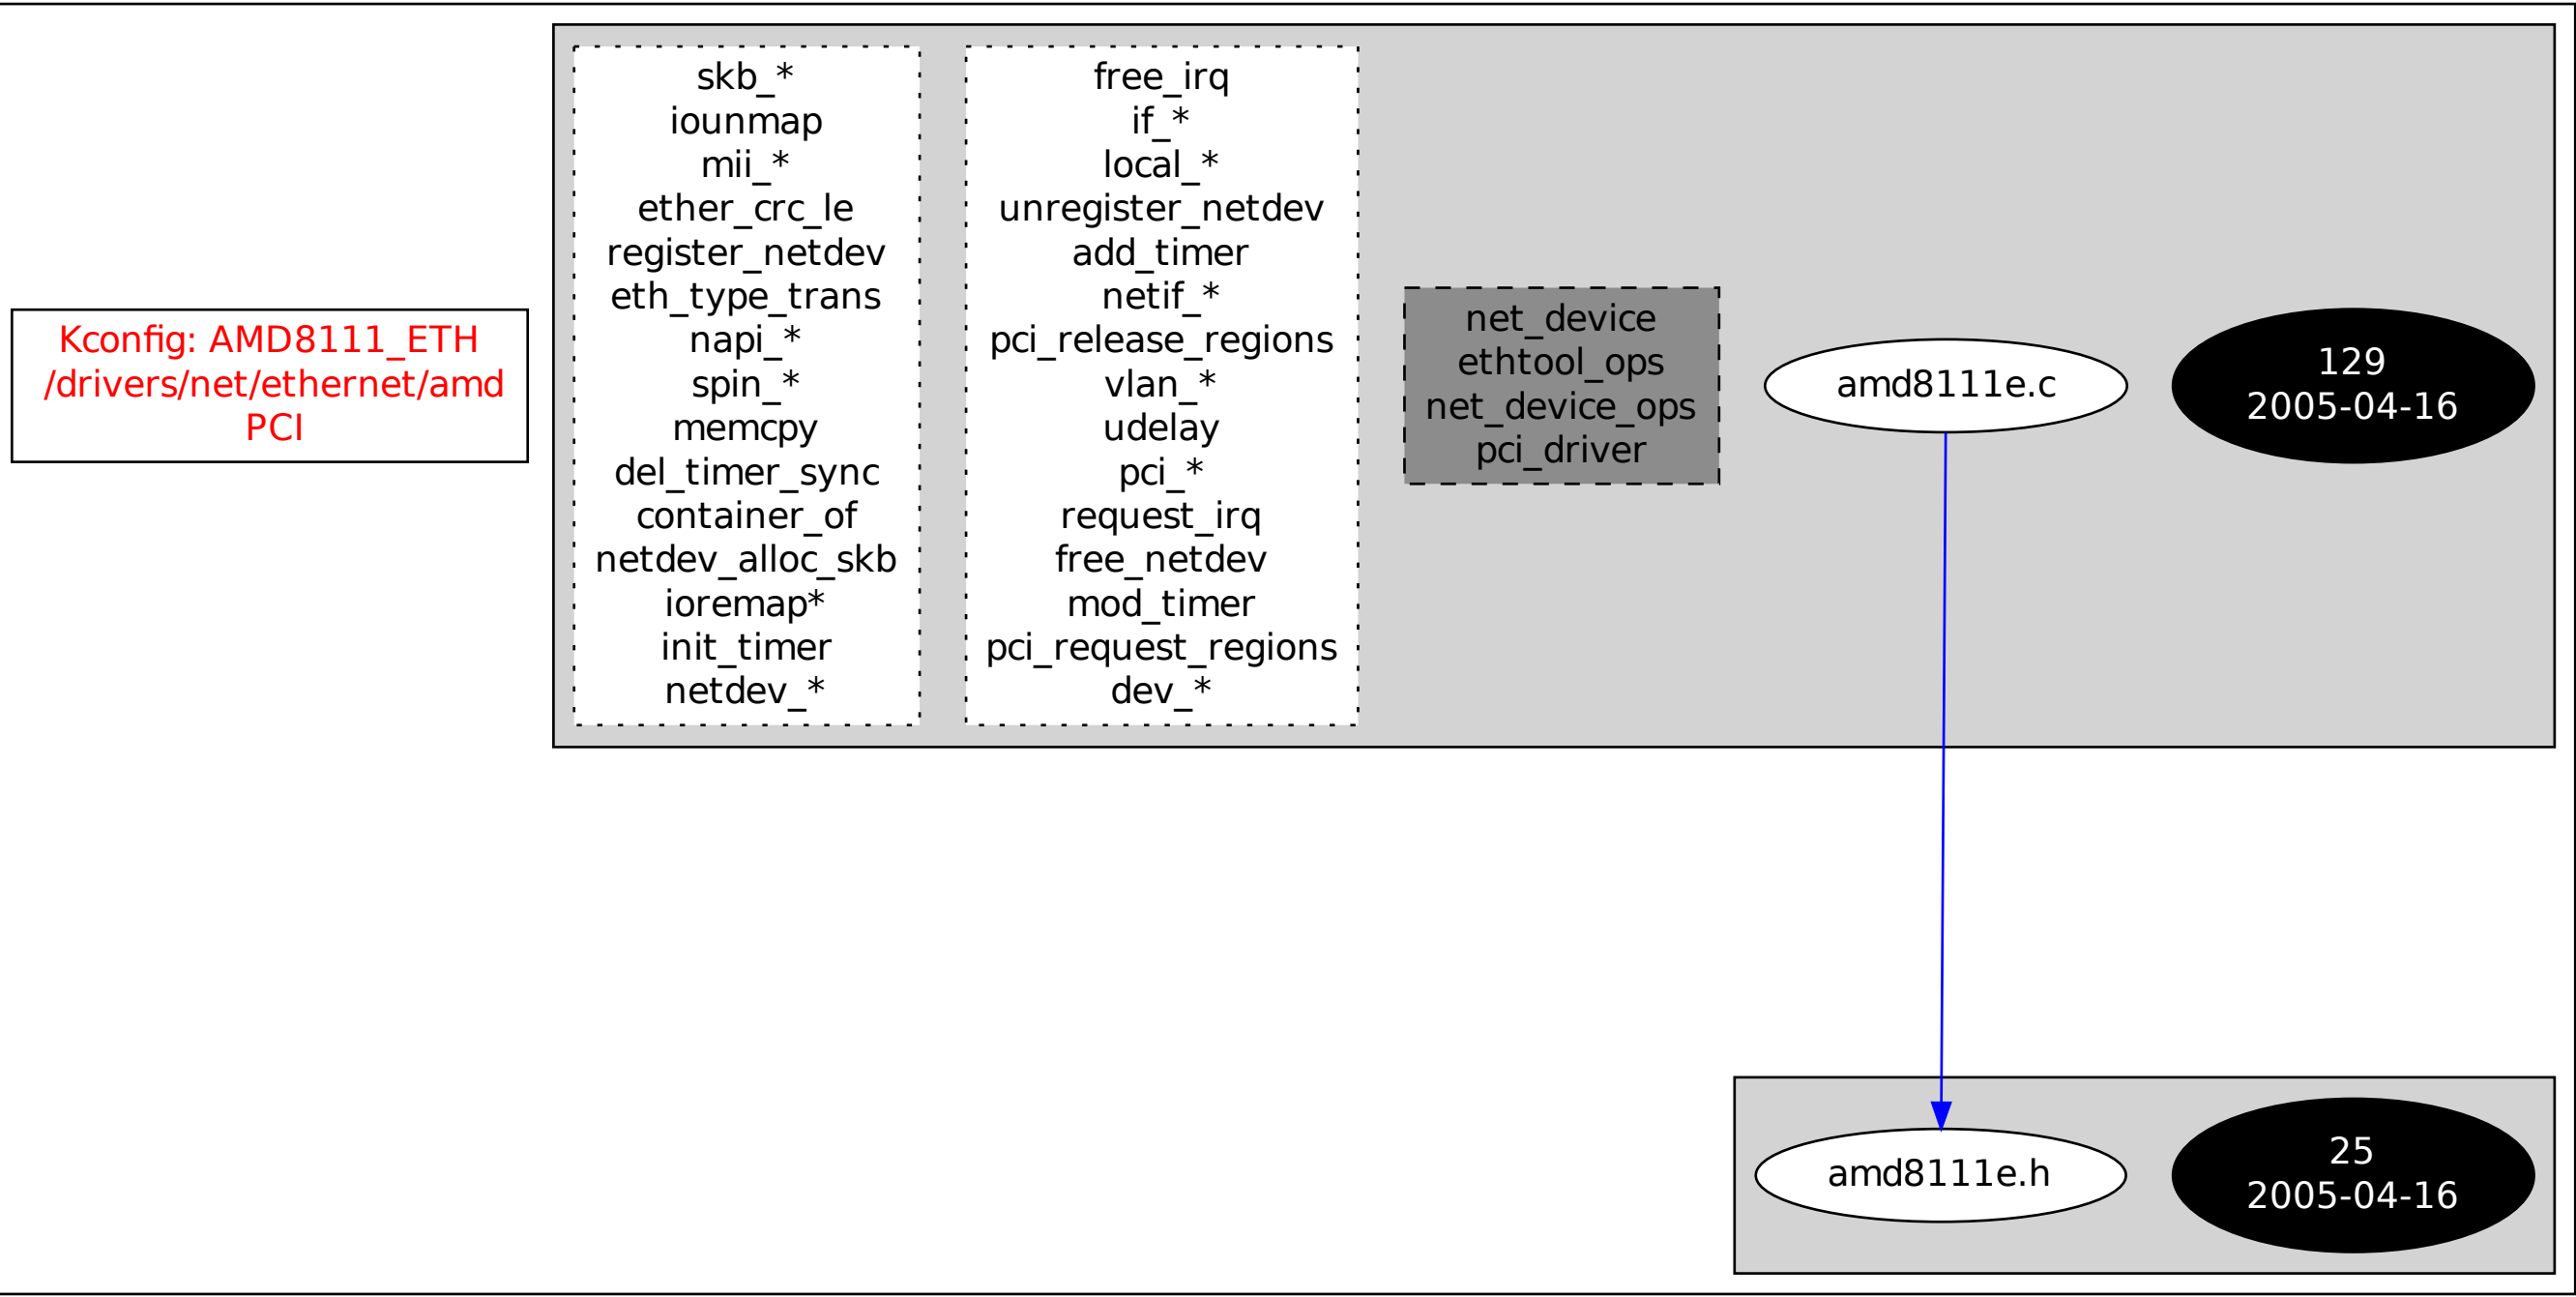 Kconfig: AMD8111_ETH
/drivers/net/ethernet/amd
PCI
skb_*
iounmap
mii_*
ether_crc_le
register_netdev
eth_type_trans
napi_*
spin_*
memcpy
del_timer_sync
container_of
netdev_alloc_skb
ioremap*
init_timer
netdev_*
free_irq
if_*
local_*
unregister_netdev
add_timer
netif_*
pci_release_regions
vlan_*
udelay
pci_*
request_irq
free_netdev
mod_timer
pci_request_regions
dev_*
net_device
ethtool_ops
net_device_ops
pci_driver
amd8111e.c
129
2005-04-16
amd8111e.h
25
2005-04-16